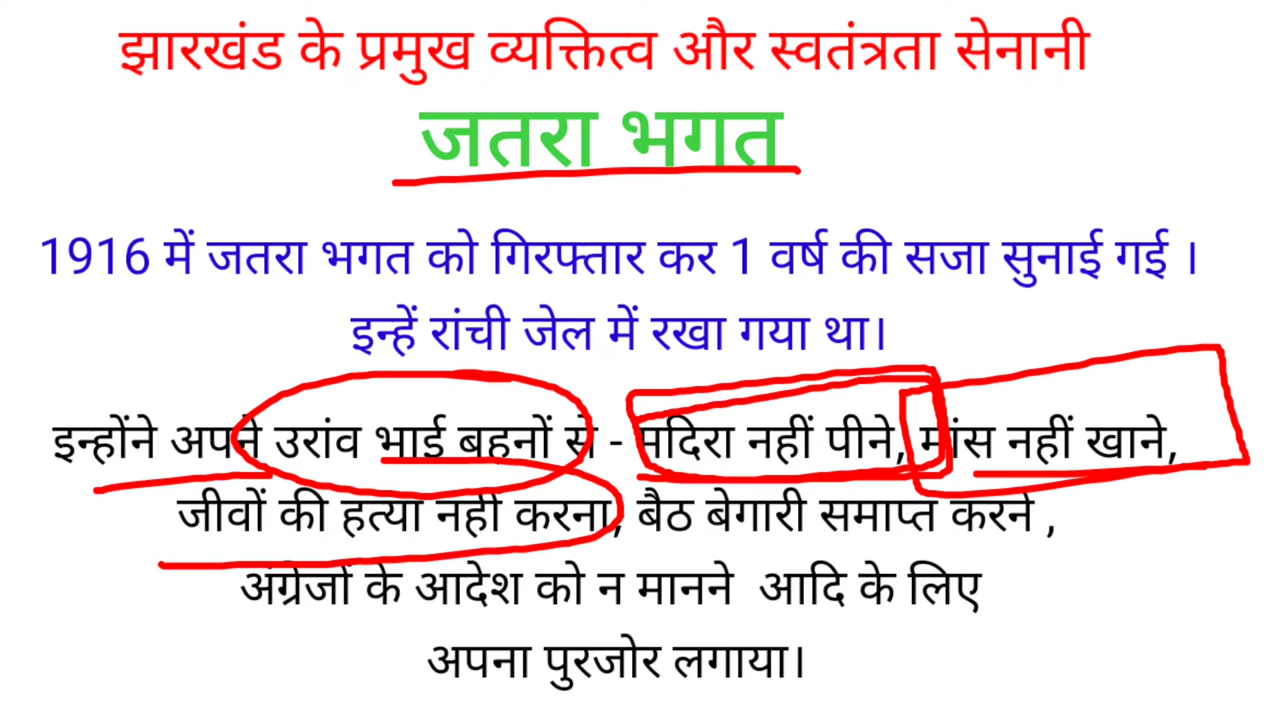 झारखंड के प्रमुख व्यक्तित्व और स्वतंत्रता सेनानी
जतरा भगत
1916 में जतरा भगत को गिरफ्तार कर 1 वर्ष की सजा सुनाई गई ।
इन्हें रांची जेल में रखा गया था।
इन्होंने अपने उरांव भाई बहनों से - मदिरा नहीं पीने, मांस नहीं खाने,
जीवों की हत्या नहीं करना, बैठ बेगारी समाप्त करने ,
अंग्रेजों के आदेश को न मानने आदि के लिए
अपना पुरजोर लगाया।